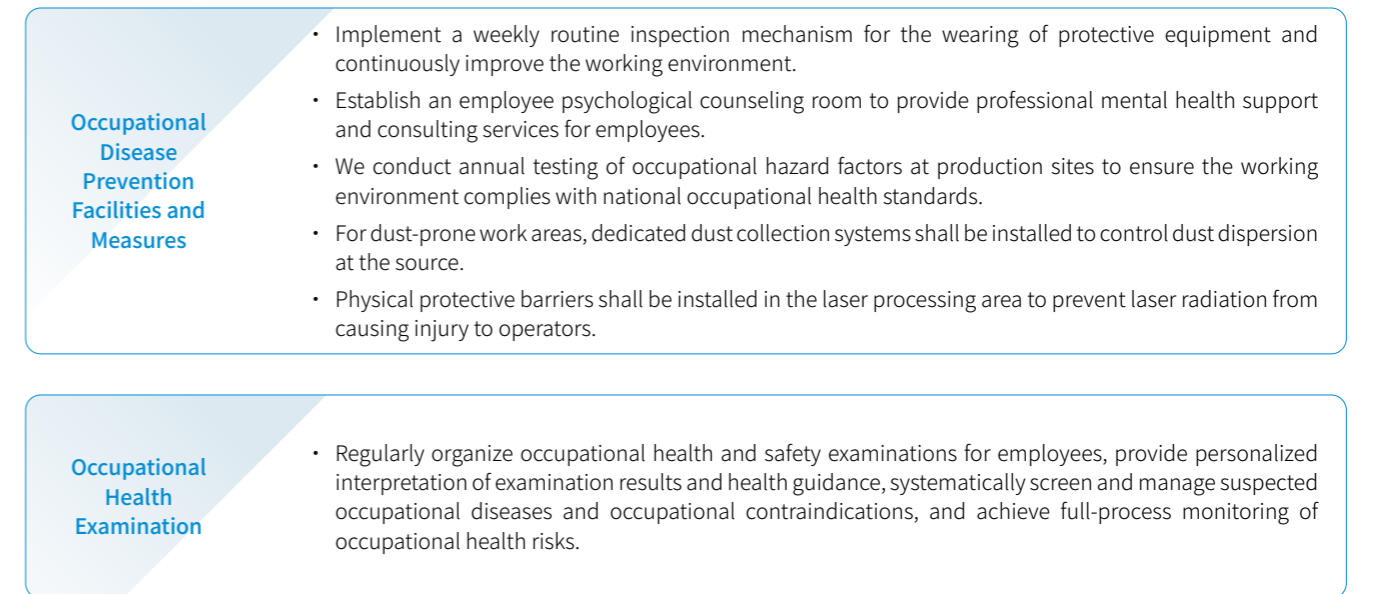 Occupational
Disease
Prevention
Facilities and
Measures
• Implement a weekly routine inspection mechanism for the wearing of protective equipment and
continuously improve the working environment.
• Establish an employee psychological counseling room to provide professional mental health support
and consulting services for employees.
• We conduct annual testing of occupational hazard factors at production sites to ensure the working
environment complies with national occupational health standards.
• For dust-prone work areas, dedicated dust collection systems shall be installed to control dust dispersion
at the source.
• Physical protective barriers shall be installed in the laser processing area to prevent laser radiation from
causing injury to operators.
Occupational
Health
Examination
• Regularly organize occupational health and safety examinations for employees, provide personalized
interpretation of examination results and health guidance, systematically screen and manage suspected
occupational diseases and occupational contraindications, and achieve full-process monitoring of
occupational health risks.